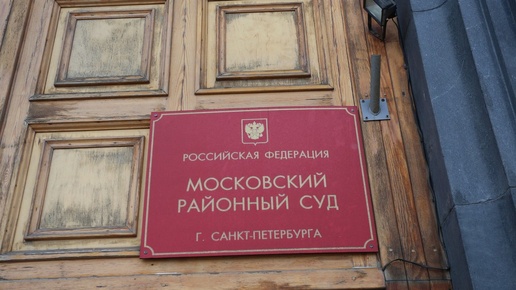 РОССИЙСКАЯ ФЕДЕРАЦИЯ
МОСКОВСКИЙ
РАЙОННЫЙ СУД
Г. САНКТ-ПЕТЕРБУРГА